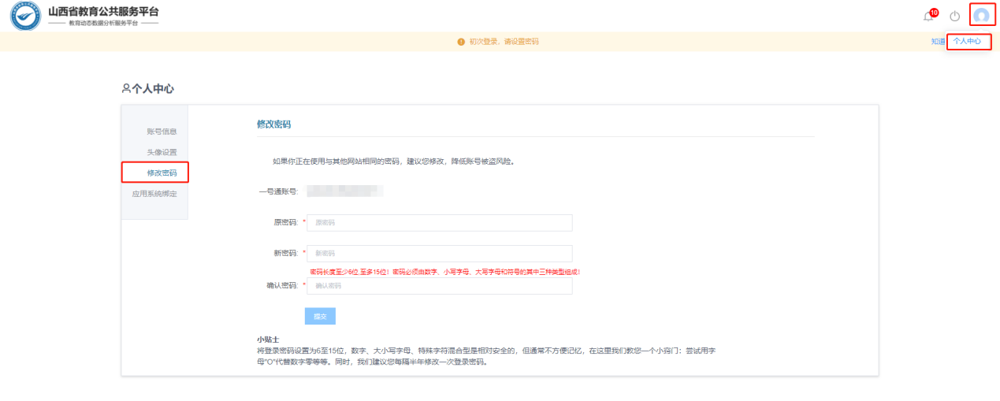 山西省教育公共服务平台
教育动态数据分析服务平台
10
初次登录，请设置密码
知道
个人中心
个人中心
账号信息
头像设置
修改密码
应用系统绑定
修改密码
如果你正在使用与其他网站相同的密码，建议您修改，降低账号被盗风险。
一号通账号:
原密码: * 原密码
新密码: * 新密码
密码长度至少6位,至多15位！密码必须由数字、小写字母、大写字母和符号的其中三种类型组成!
确认密码: * 确认密码
提交
小贴士
将登录密码设置为6至15位，数字、大小写字母、特殊字符混合型是相对安全的，但通常不方便记忆，在这里我们教您一个小窍门：尝试用字
母"O"代替数字零等等。同时，我们建议您每隔半年修改一次登录密码。